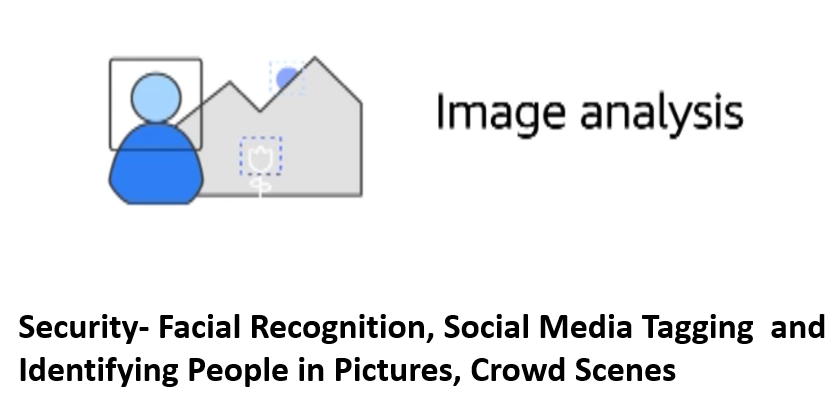 Image analysis
Security- Facial Recognition, Social Media Tagging  and
Identifying People in Pictures, Crowd Scenes